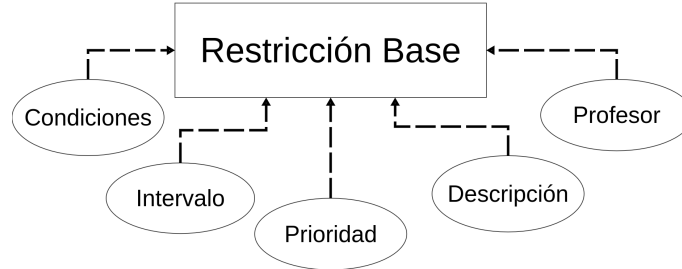 Restricción Base
Condiciones
Profesor
Intervalo
Descripción
Prioridad